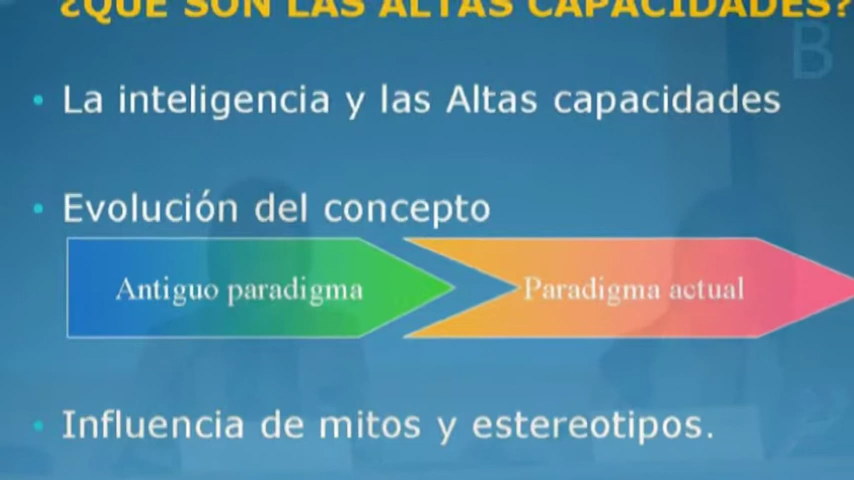 ¿QUÉ SON LAS ALTAS CAPACIDADES?
B
• La inteligencia y las Altas capacidades
• Evolución del concepto
Antiguo paradigma
Paradigma actual
• Influencia de mitos y estereotipos.